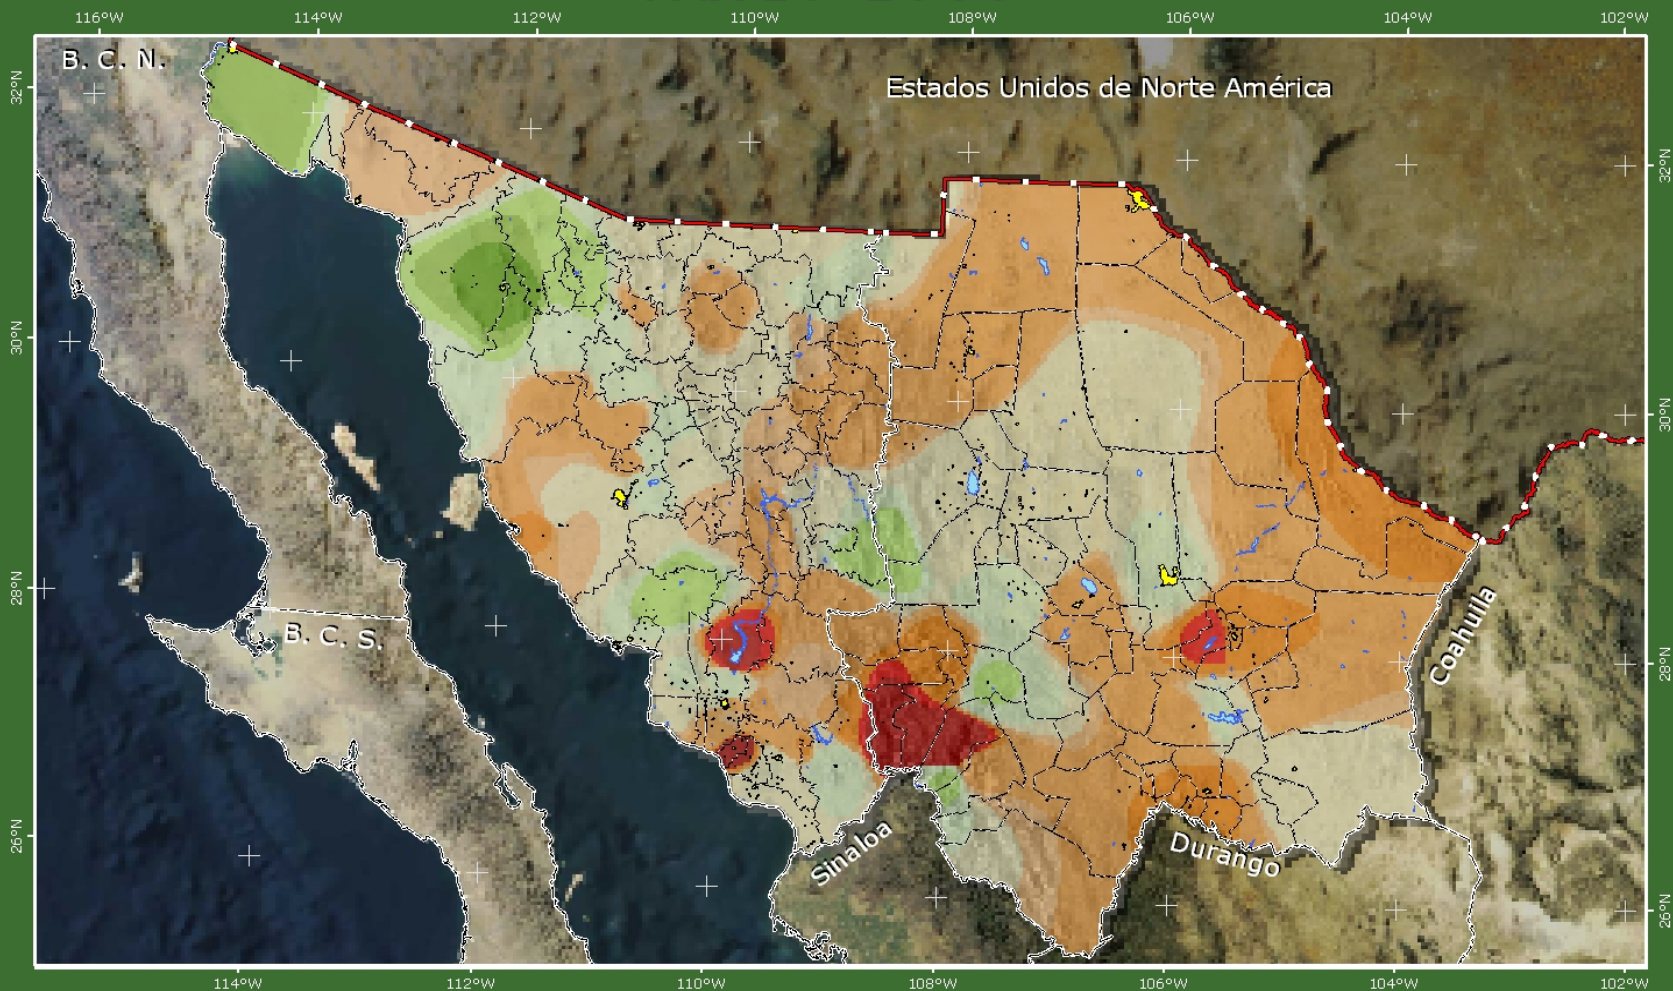 116°W 114°W 112°W 110°W 108°W 106°W 104°W 102°W
B. C. N.
Estados Unidos de Norte América
32°N
32°N
30°N
30°N
28°N
28°N
B. C. S.
Coahuila
26°N
Sinaloa
Durango
26°N
114°W 112°W 110°W 108°W 106°W 104°W 102°W